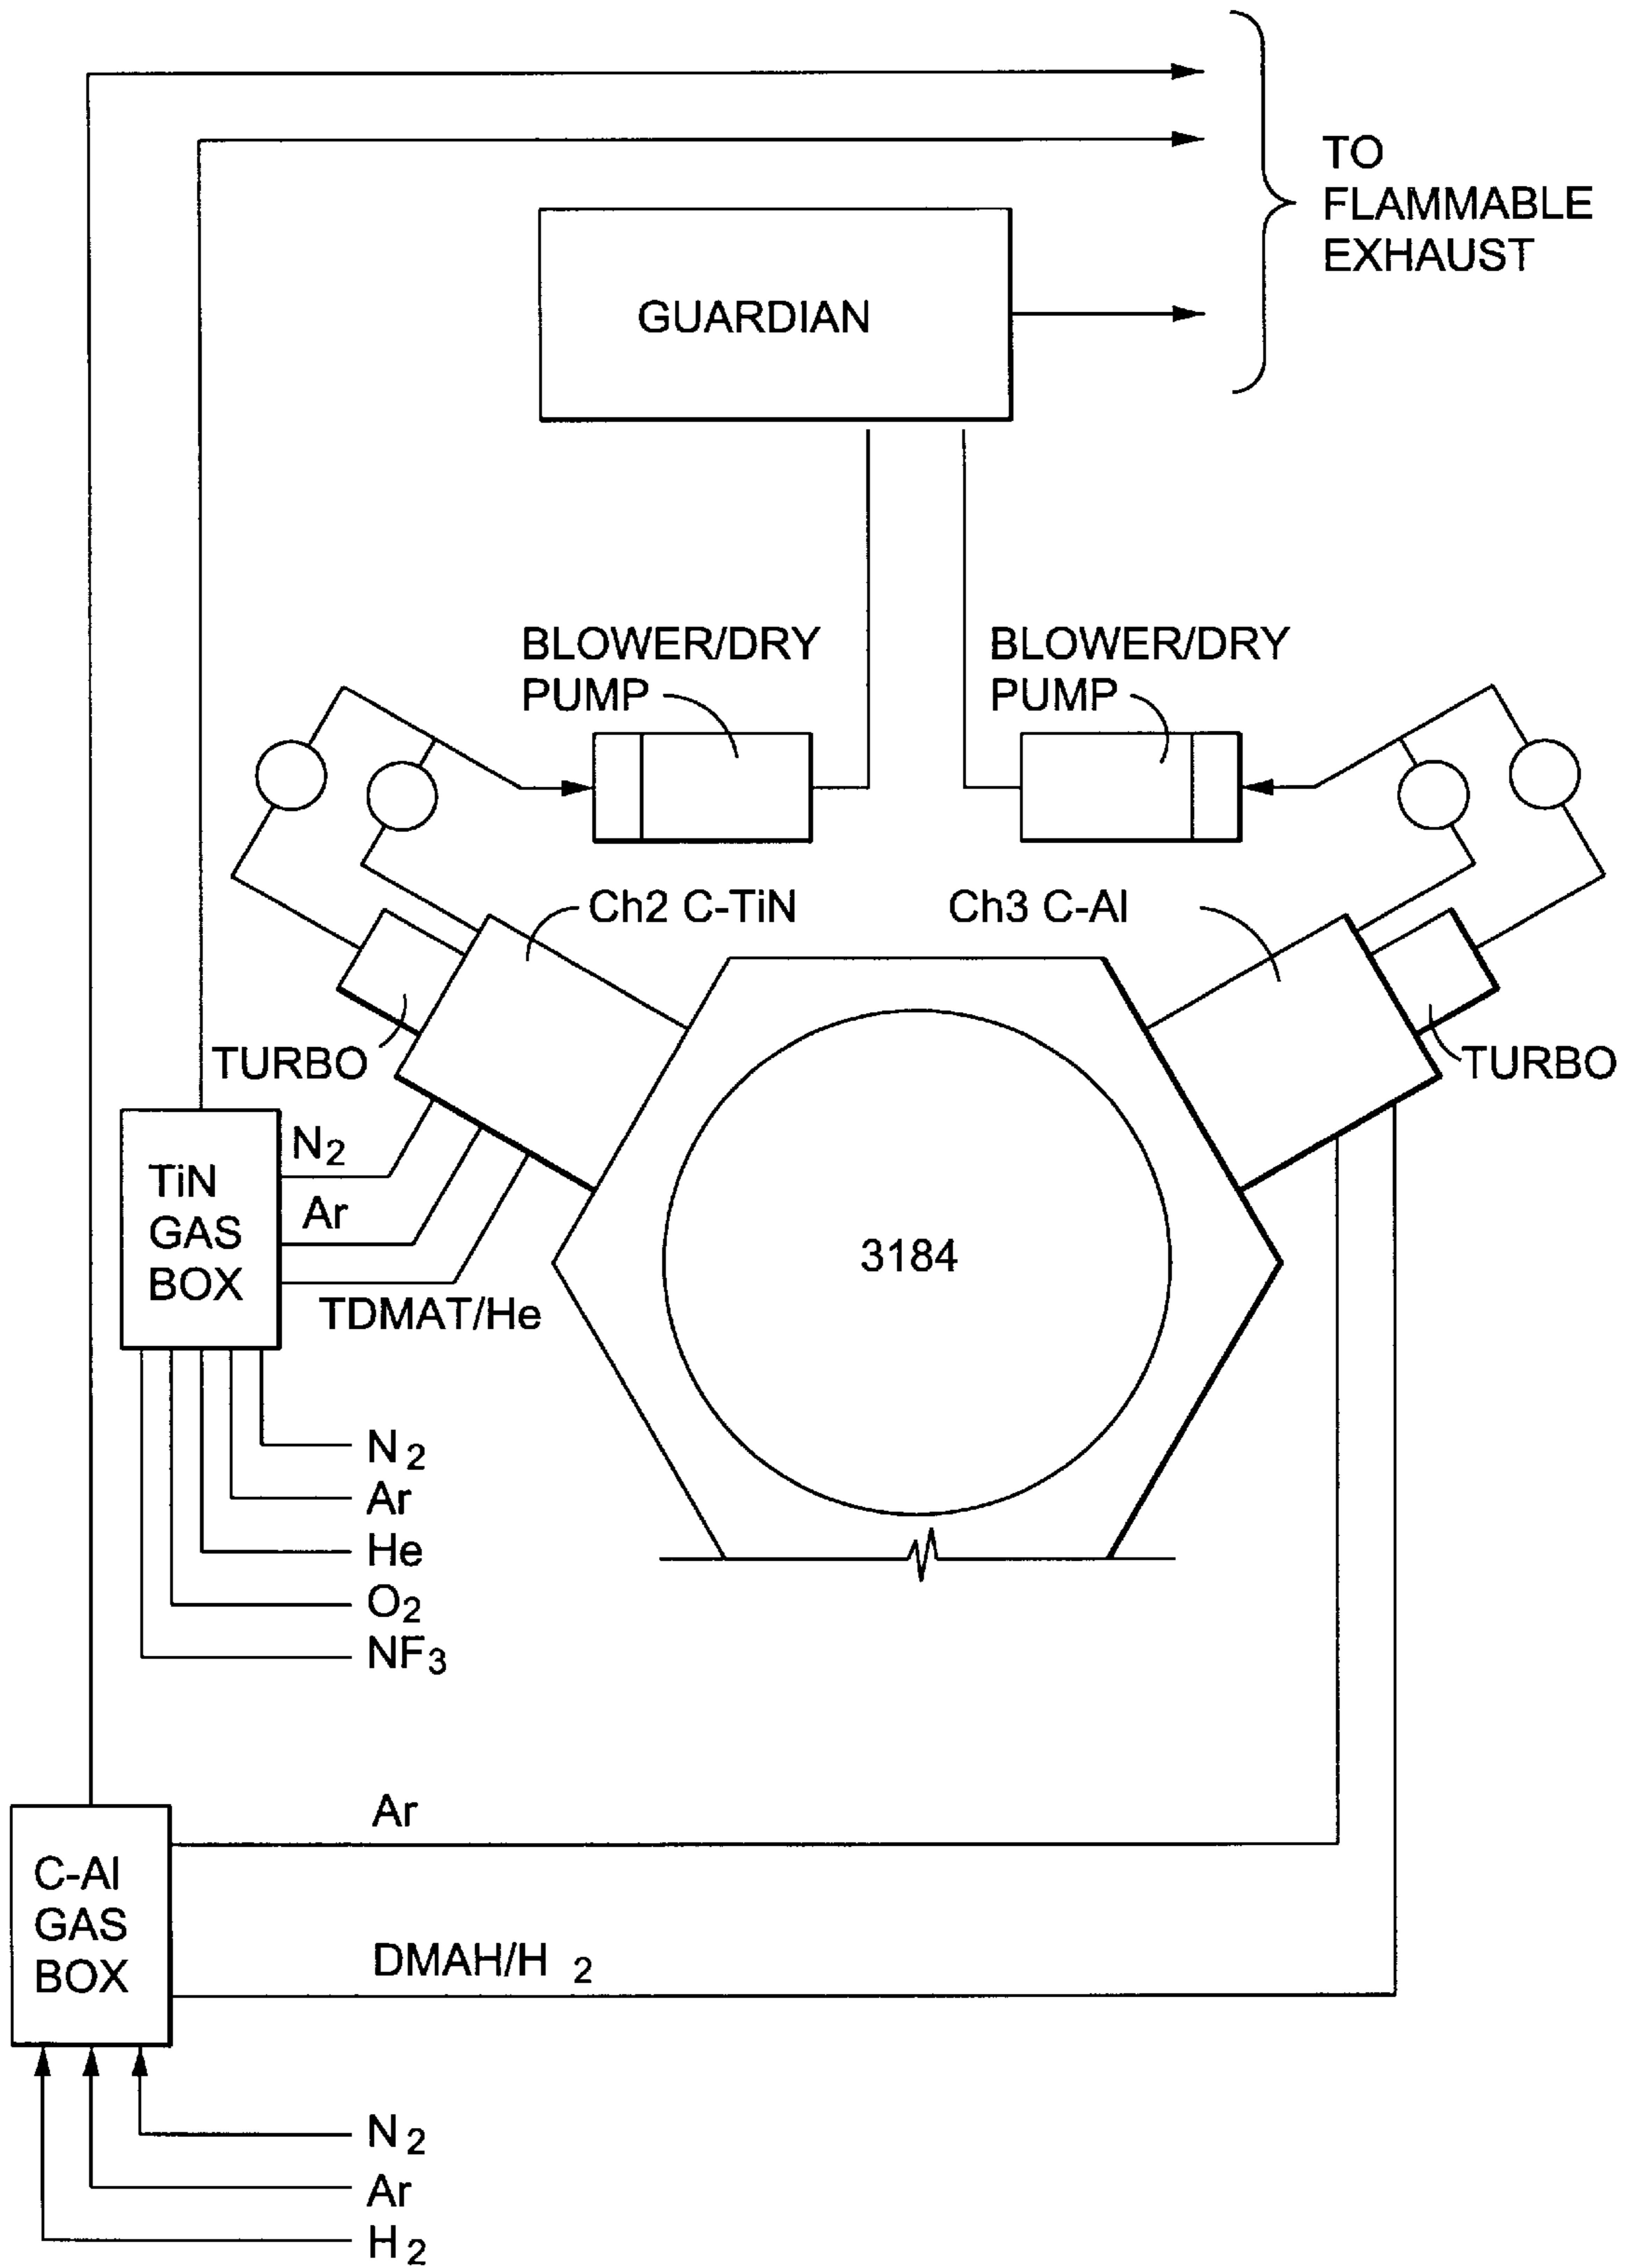 TO
FLAMMABLE
EXHAUST
GUARDIAN
BLOWER/DRY
PUMP
BLOWER/DRY
PUMP
Ch2 C-TiN
Ch3 C-Al
TURBO
TURBO
N2
TiN
GAS
BOX
Ar
TDMAT/He
3184
N2
Ar
He
O2
NF3
Ar
C-Al
GAS
BOX
DMAH/H2
N2
Ar
H2